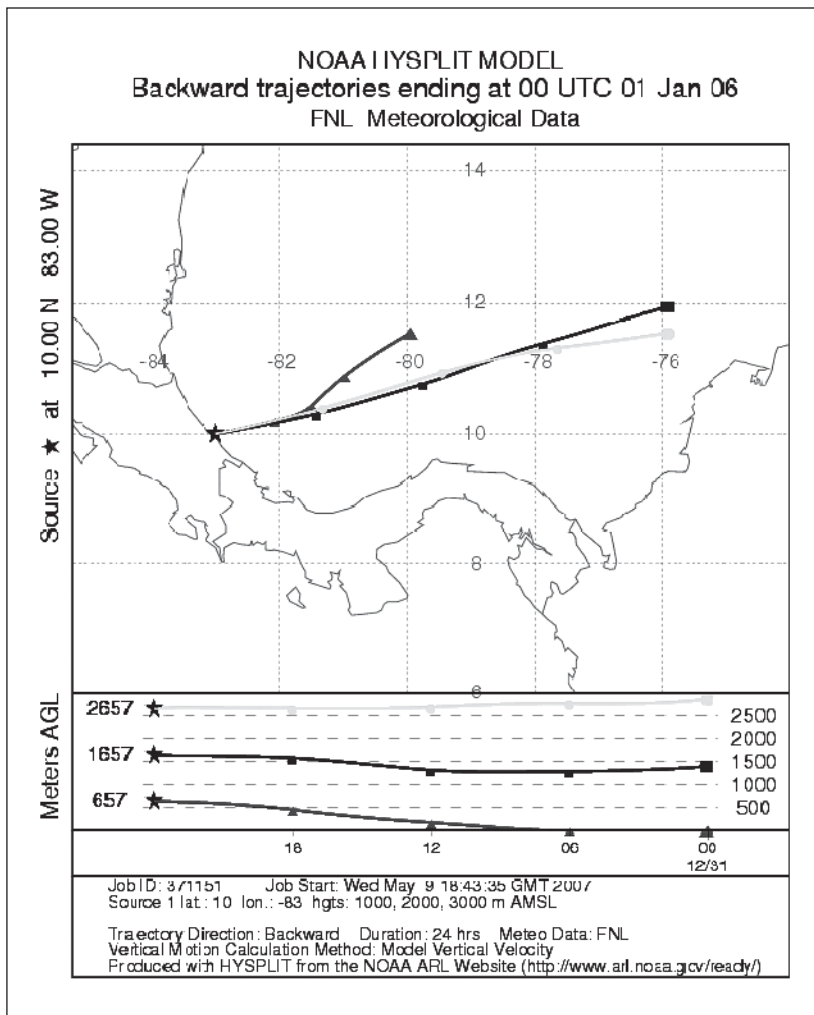 NOAA HYSPLIT MODEL
Backward trajectories ending at 00 UTC 01 Jan 06
FNL Meteorological Data
Source ★ at 10.00 N 83.00 W
14
12
-84 -82 -80 -78 -76
10
8
6
Meters AGL
2657
1657
657
2500
2000
1500
1000
500
18 12 06 00
12/31
Job ID: 371151 Job Start: Wed May 9 18:43:35 GMT 2007
Source 1 lat.: 10 lon.: -83 hgts: 1000, 2000, 3000 m AMSL
Trajectory Direction: Backward Duration: 24 hrs Meteo Data: FNL
Vertical Motion Calculation Method: Model Vertical Velocity
Produced with HYSPLIT from the NOAA ARL Website (http://www.arl.noaa.gov/ready/)